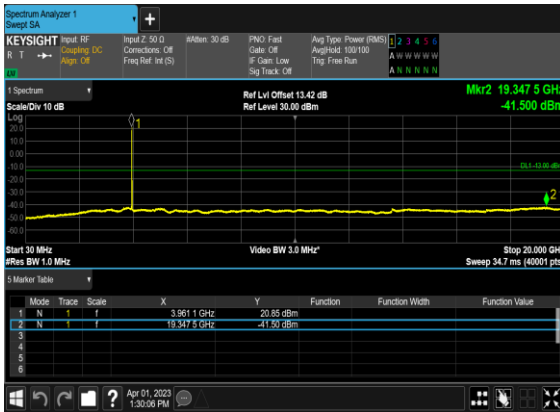 Spectrum Analyzer 1
Swept SA
+
KEYSIGHT Input: RF Input Z: 50 Ω #Atten: 30 dB PNO: Fast Avg Type: Power (RMS) 1 2 3 4 5 6
R T Coupling: DC Corrections: Off Gate: Off Avg|Hold: 100/100 A W W W W W
Align: Off Freq Ref: Int (S) IF Gain: Low Trig: Free Run A N N N N N
Sig Track: Off
1 Spectrum Ref Lvl Offset 13.42 dB Mkr2 19.347 5 GHz
Scale/Div 10 dB Ref Level 30.00 dBm -41.500 dBm
Log
20.0 1
10.0
0.00
-10.0 DL1 -13.00 dBm
-20.0
-30.0
-40.0 2
-50.0
-60.0
Start 30 MHz Video BW 3.0 MHz* Stop 20.000 GHz
#Res BW 1.0 MHz Sweep 34.7 ms (40001 pts)
5 Marker Table
Mode Trace Scale X Y Function Function Width Function Value
1 N 1 f 3.961 1 GHz 20.85 dBm
2 N 1 f 19.347 5 GHz -41.50 dBm
3
4
5
6
? Apr 01, 2023
1:30:06 PM